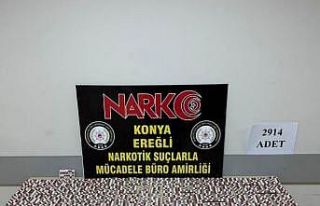 NARKO
KONYA
EREĞLİ
NARKOTİK SUÇLARLA
MÜCADELE BÜRO AMİRLİĞİ
2914
ADET